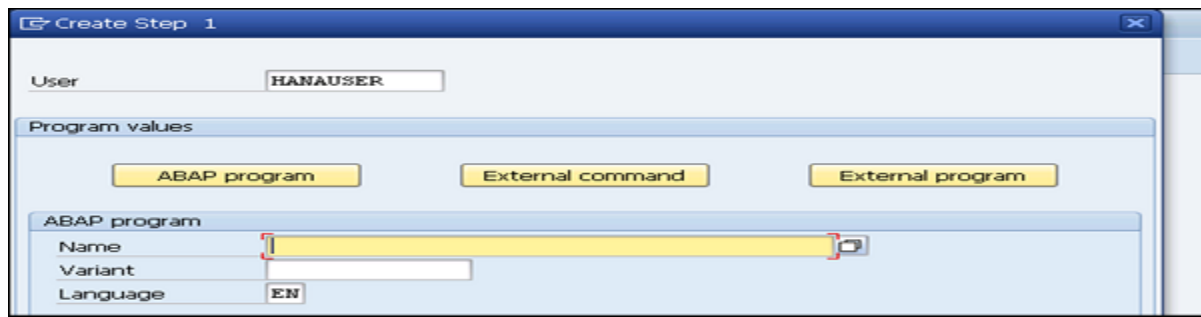 Create Step 1
User HANAUSER
Program values
ABAP program External command External program
ABAP program
Name
Variant
Language EN